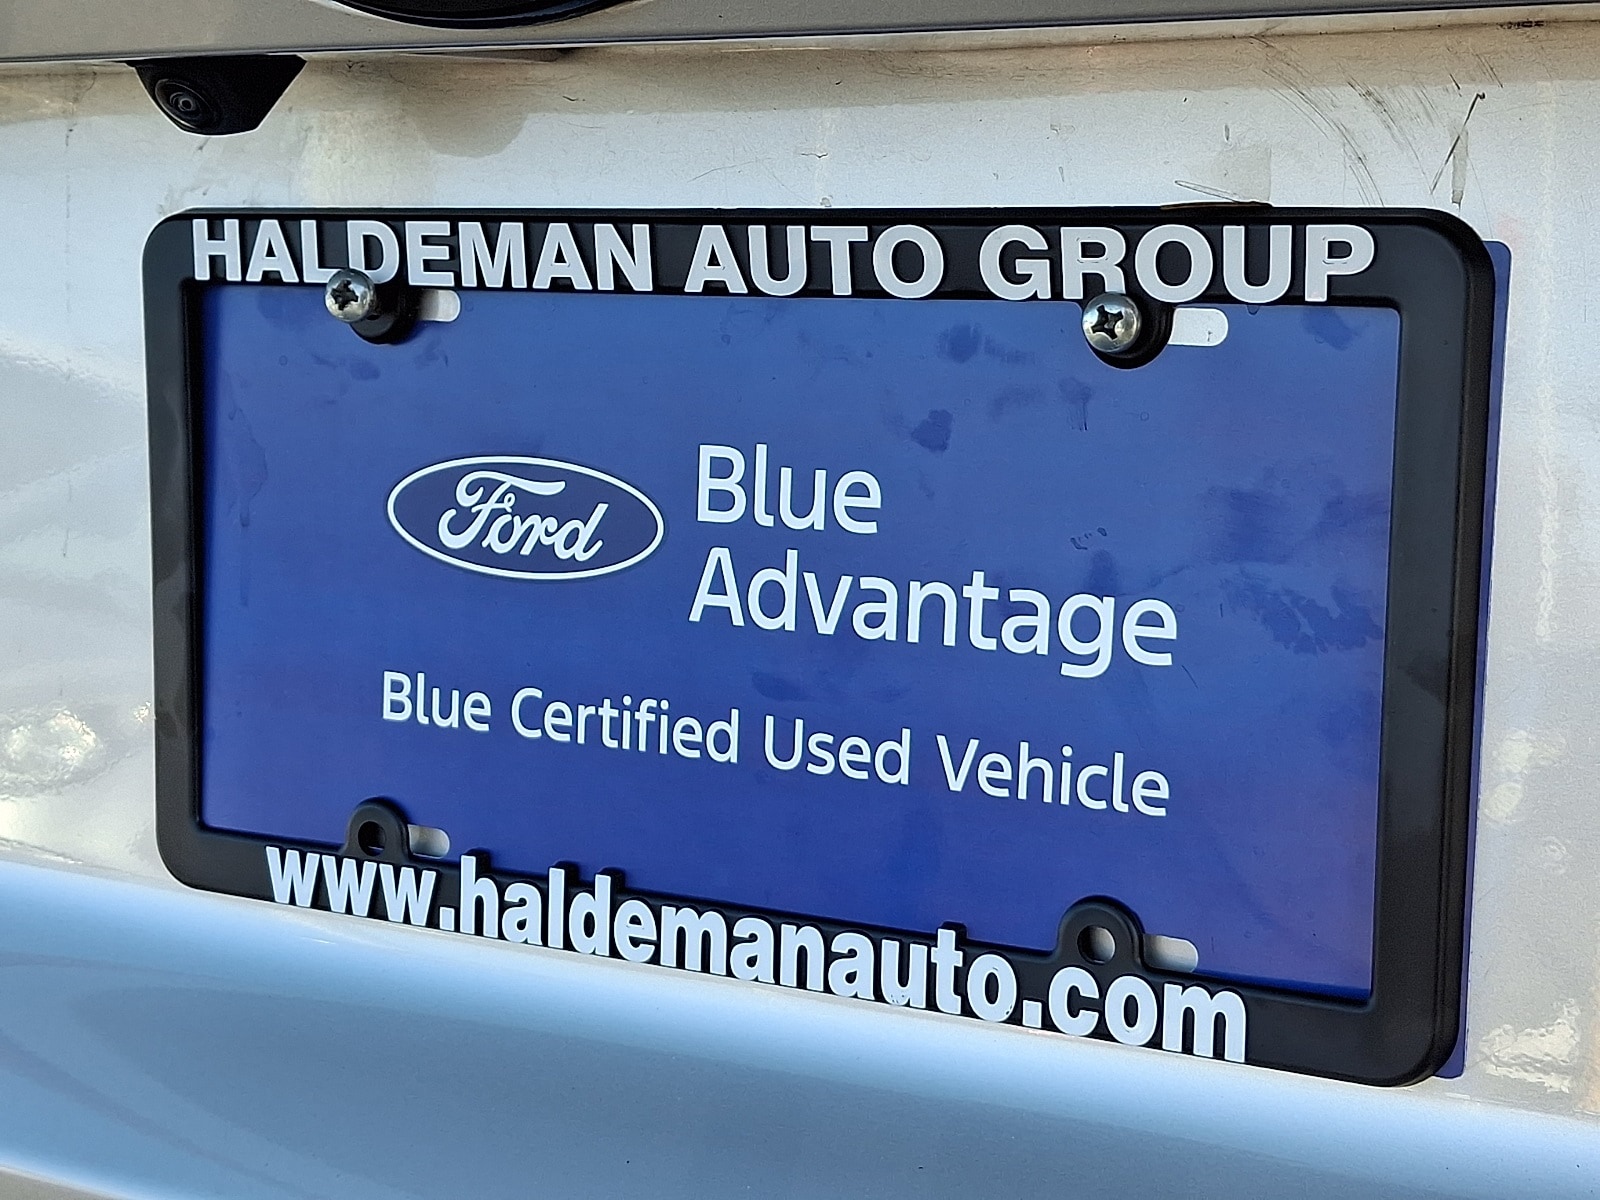 HALDEMAN AUTO GROUP
Ford
Blue
Advantage
Blue Certified Used Vehicle
www.haldemanauto.com